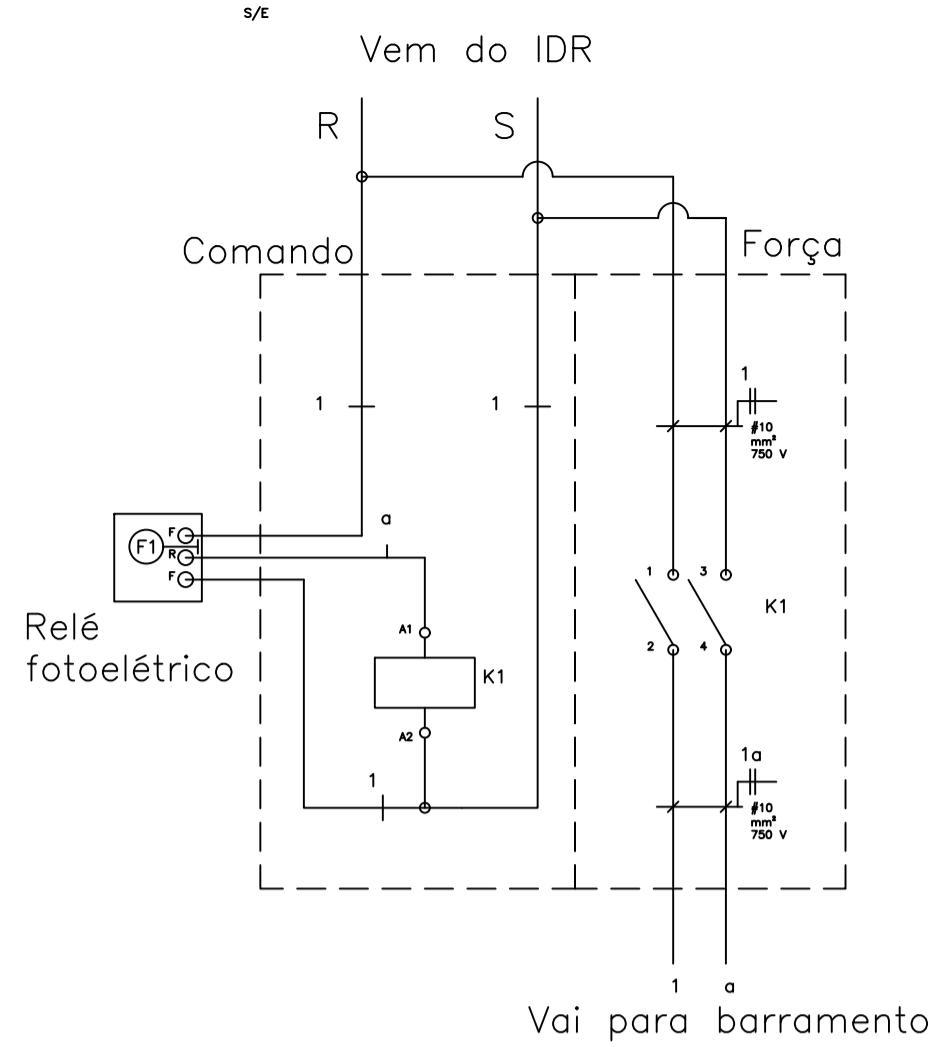 S/E
Vem do IDR
R
S
Comando
Força
1
1
1
#10
mm²
750 V
a
F
F1
R
F
Relé
fotoelétrico
A1
K1
A2
1
1
3
K1
2
4
1a
#10
mm²
750 V
1
a
Vai para barramento